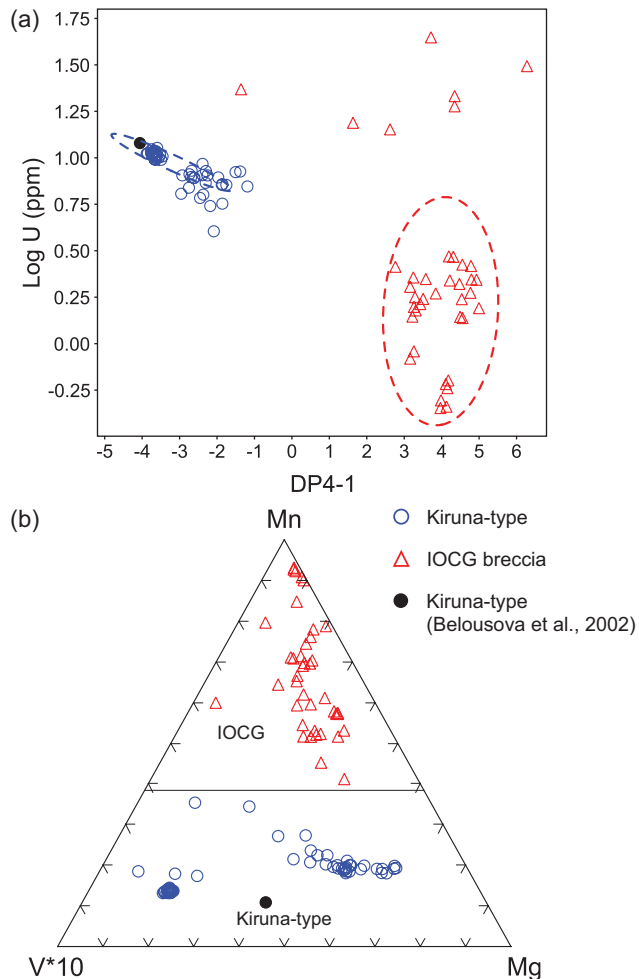 (a)
1.75
1.50
1.25
1.00
0.75
0.50
0.25
0.00
-0.25
Log U (ppm)
-5 -4 -3 -2 -1 0 1 2 3 4 5 6
DP4-1
(b)
Mn
Kiruna-type
IOCG breccia
Kiruna-type
(Belousova et al., 2002)
IOCG
Kiruna-type
V*10
Mg